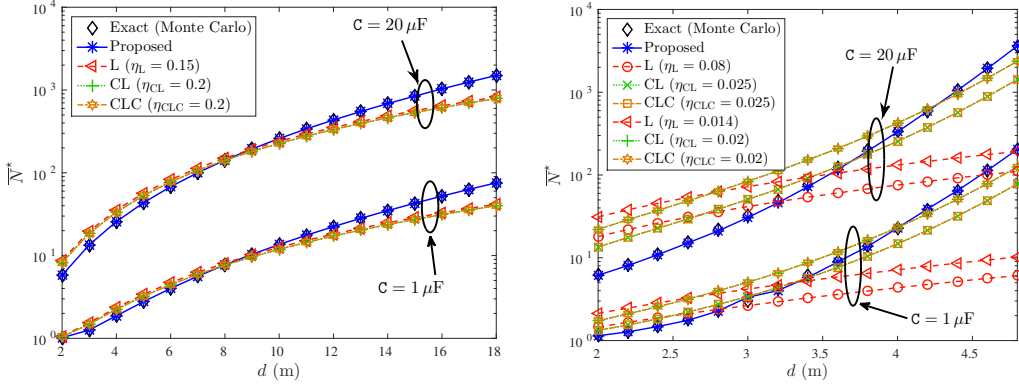 10^4
10^3
10^2
10^1
10^0
N*
Exact (Monte Carlo)
Proposed
L (η_L = 0.15)
CL (η_CL = 0.2)
CLC (η_CLC = 0.2)
C = 20 μF
C = 1 μF
2 4 6 8 10 12 14 16 18
d (m)
10^4
10^3
10^2
10^1
10^0
N*
Exact (Monte Carlo)
Proposed
L (η_L = 0.08)
CL (η_CL = 0.025)
CLC (η_CLC = 0.025)
L (η_L = 0.014)
CL (η_CL = 0.02)
CLC (η_CLC = 0.02)
C = 20 μF
C = 1 μF
2 2.5 3 3.5 4 4.5
d (m)